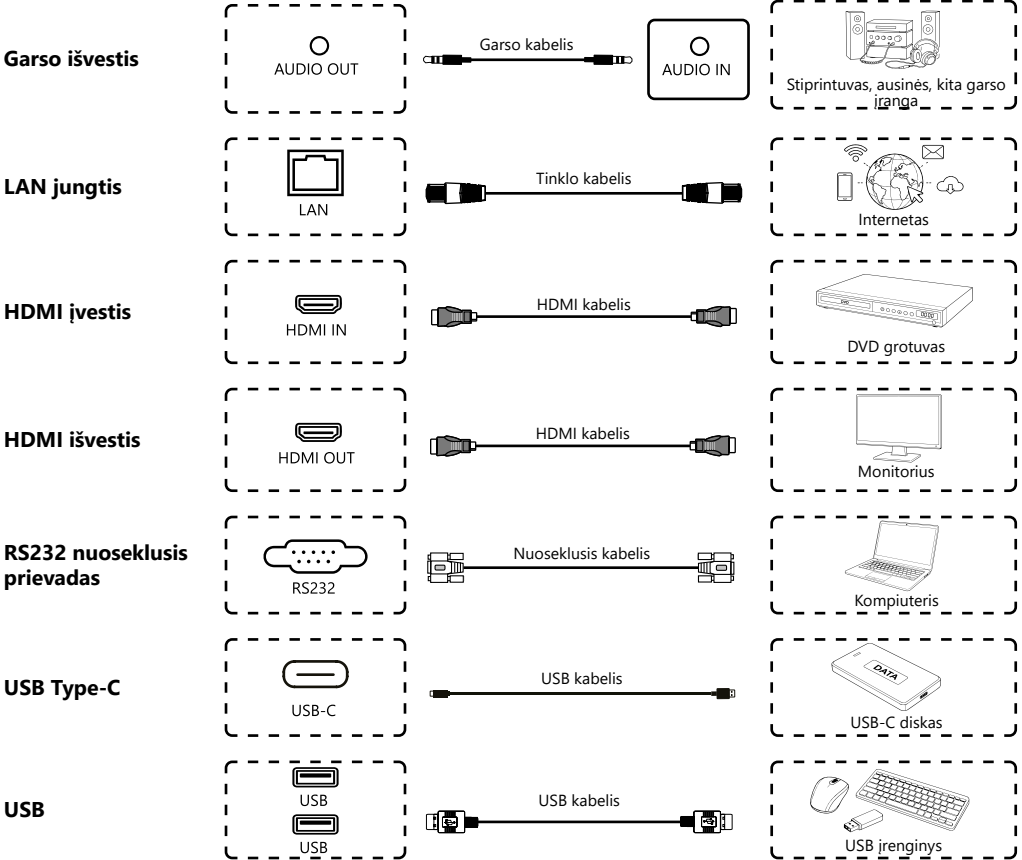 Garso išvestis
AUDIO OUT
Garso kabelis
AUDIO IN
Stiprintuvas, ausinės, kita garso
įranga
LAN jungtis
LAN
Tinklo kabelis
Internetas
HDMI įvestis
HDMI IN
HDMI kabelis
DVD
DVD grotuvas
HDMI išvestis
HDMI OUT
HDMI kabelis
Monitorius
RS232 nuoseklusis
prievadas
RS232
Nuoseklusis kabelis
Kompiuteris
USB Type-C
USB-C
USB kabelis
DATA
USB-C diskas
USB
USB
USB
USB kabelis
USB įrenginys